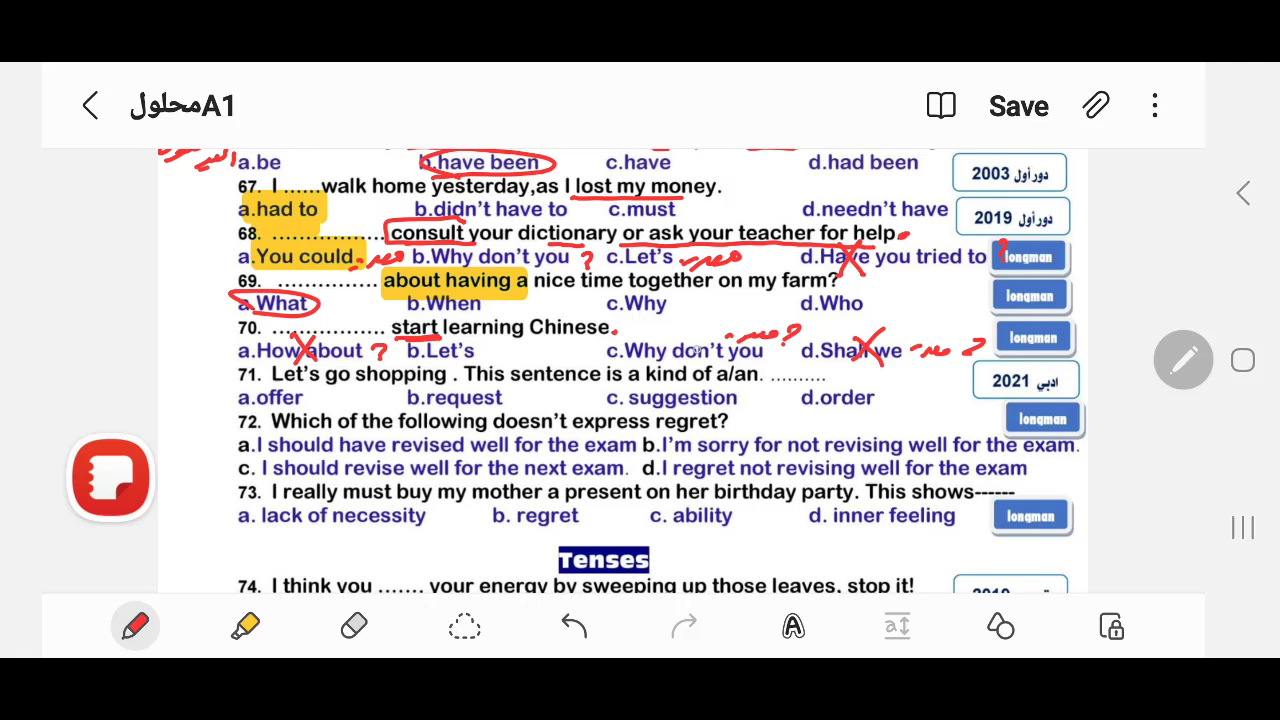 محلول A1
Save
a.be b.have been c.have d.had been
دور أول 2003
67. I ......walk home yesterday,as I lost my money.
a.had to b.didn't have to c.must d.needn't have
دور أول 2019
68. ................ consult your dictionary or ask your teacher for help.
a.You could مصدر b.Why don't you ? c.Let's مصدر d.Have you tried to ?
longman
69. ............... about having a nice time together on my farm?
a.What b.When c.Why d.Who
longman
70. ................ start learning Chinese.
longman
a.How about ? b.Let's c.Why don't you مصدر ? d.Shall we مصدر ?
71. Let's go shopping . This sentence is a kind of a/an. ..........
ادبي 2021
a.offer b.request c. suggestion d.order
72. Which of the following doesn't express regret?
longman
a.I should have revised well for the exam b.I'm sorry for not revising well for the exam.
c. I should revise well for the next exam. d.I regret not revising well for the exam
73. I really must buy my mother a present on her birthday party. This shows------
a. lack of necessity b. regret c. ability d. inner feeling
longman
Tenses
74. I think you ....... your energy by sweeping up those leaves, stop it!